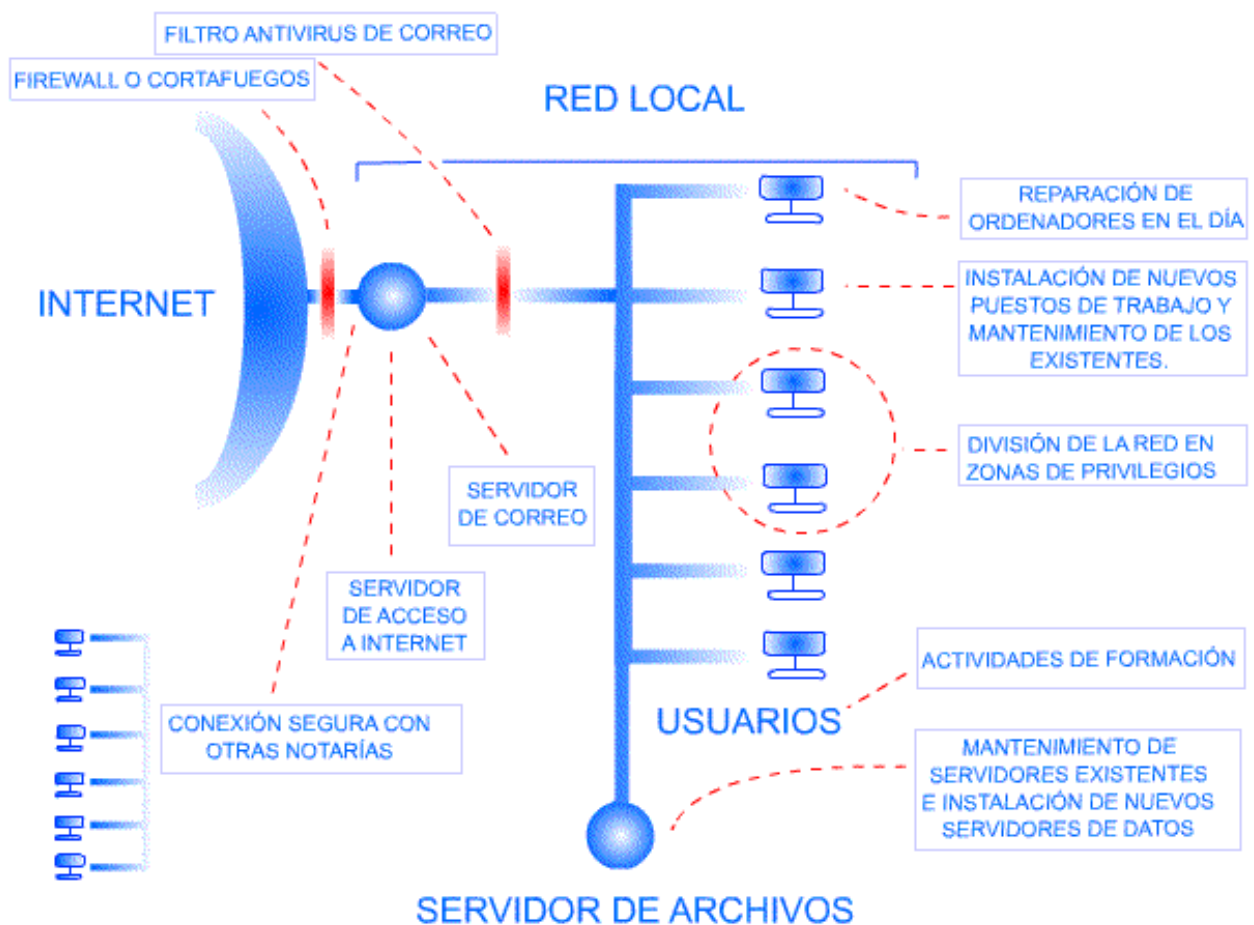 FILTRO ANTIVIRUS DE CORREO
FIREWALL O CORTAFUEGOS
RED LOCAL
INTERNET
REPARACIÓN DE
ORDENADORES EN EL DÍA
INSTALACIÓN DE NUEVOS
PUESTOS DE TRABAJO Y
MANTENIMIENTO DE LOS
EXISTENTES.
DIVISIÓN DE LA RED EN
ZONAS DE PRIVILEGIOS
SERVIDOR
DE CORREO
SERVIDOR
DE ACCESO
A INTERNET
CONEXIÓN SEGURA CON
OTRAS NOTARÍAS
ACTIVIDADES DE FORMACIÓN
USUARIOS
MANTENIMIENTO DE
SERVIDORES EXISTENTES
E INSTALACIÓN DE NUEVOS
SERVIDORES DE DATOS
SERVIDOR DE ARCHIVOS